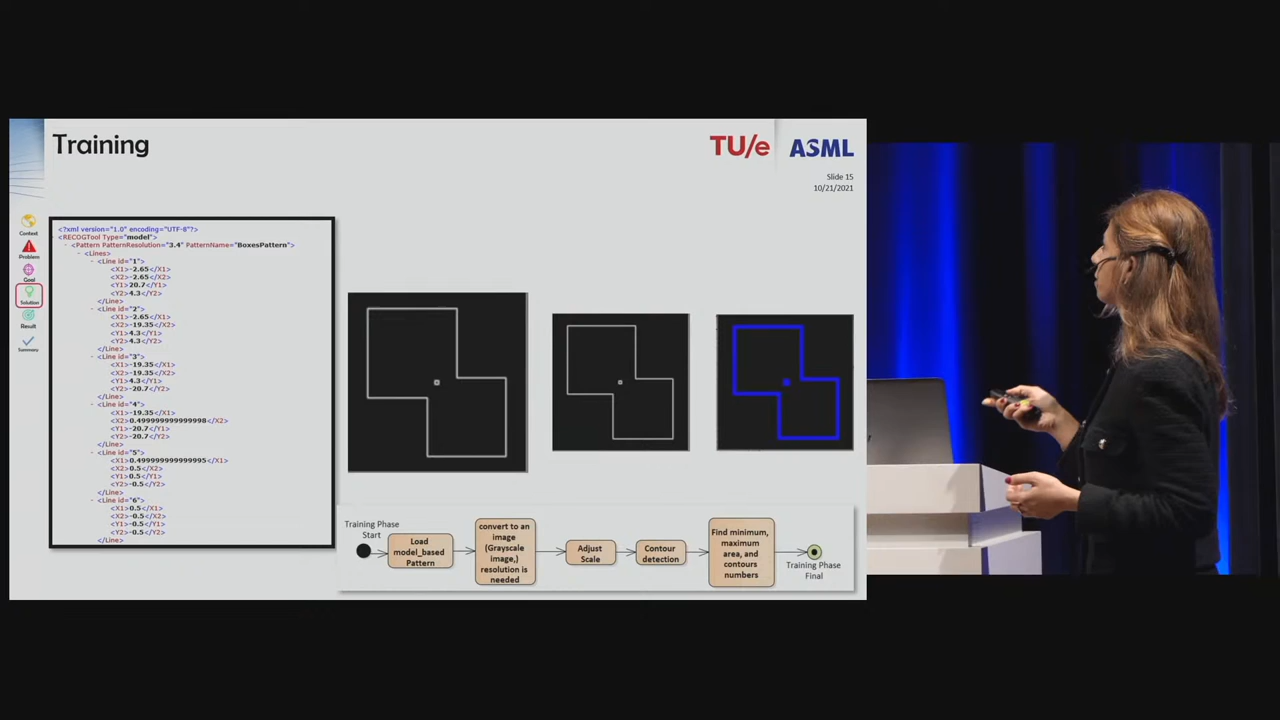 Training
TU/e
ASML
Slide 15
10/21/2021
Context
Problem
Goal
Solution
Result
Summary
<?xml version="1.0" encoding="UTF-8"?>
<RECOGTool Type="model">
- <Pattern PatternResolution="3.4" PatternName="BoxesPattern">
- <Lines>
- <Line id="1">
<X1>-2.65</X1>
<X2>-2.65</X2>
<Y1>20.7</Y1>
<Y2>4.3</Y2>
</Line>
- <Line id="2">
<X1>-2.65</X1>
<X2>-19.35</X2>
<Y1>4.3</Y1>
<Y2>4.3</Y2>
</Line>
- <Line id="3">
<X1>-19.35</X1>
<X2>-19.35</X2>
<Y1>4.3</Y1>
<Y2>-20.7</Y2>
</Line>
- <Line id="4">
<X1>-19.35</X1>
<X2>0.499999999999998</X2>
<Y1>-20.7</Y1>
<Y2>-20.7</Y2>
</Line>
- <Line id="5">
<X1>0.499999999999995</X1>
<X2>0.5</X2>
<Y1>0.5</Y1>
<Y2>-0.5</Y2>
</Line>
- <Line id="6">
<X1>0.5</X1>
<X2>-0.5</X2>
<Y1>-0.5</Y1>
<Y2>-0.5</Y2>
</Line>
Training Phase
Start
Load
model_based
Pattern
convert to an
image
(Grayscale
image,)
resolution is
needed
Adjust
Scale
Contour
detection
Find minimum,
maximum
area, and
contours
numbers
Training Phase
Final